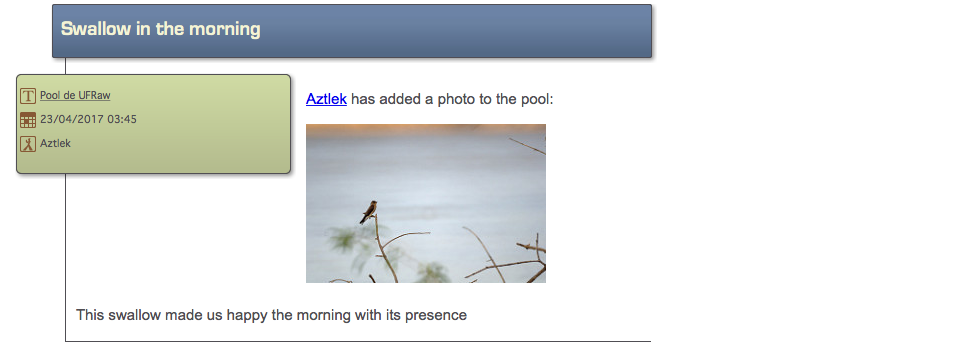 Swallow in the morning
Pool de UFRaw
23/04/2017 03:45
Aztlek
Aztlek has added a photo to the pool:
This swallow made us happy the morning with its presence